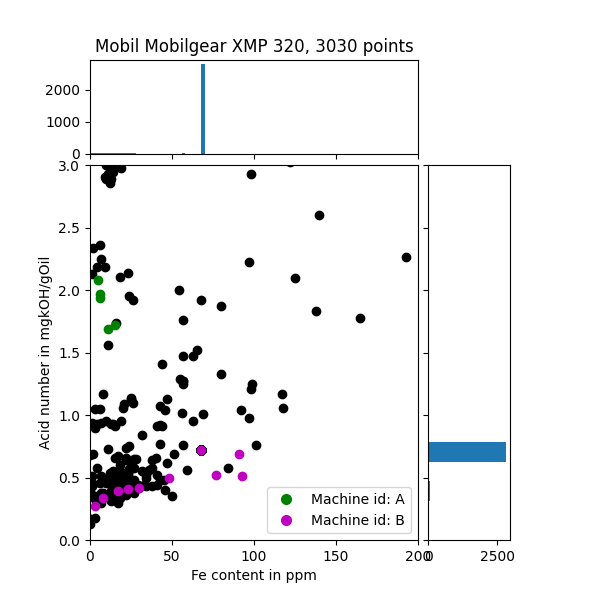 Mobil Mobilgear XMP 320, 3030 points
2000
1000
0
3.0
2.5
2.0
1.5
1.0
0.5
0.0
Acid number in mgkOH/gOil
Machine id: A
Machine id: B
0 50 100 150 200 0 2500
Fe content in ppm